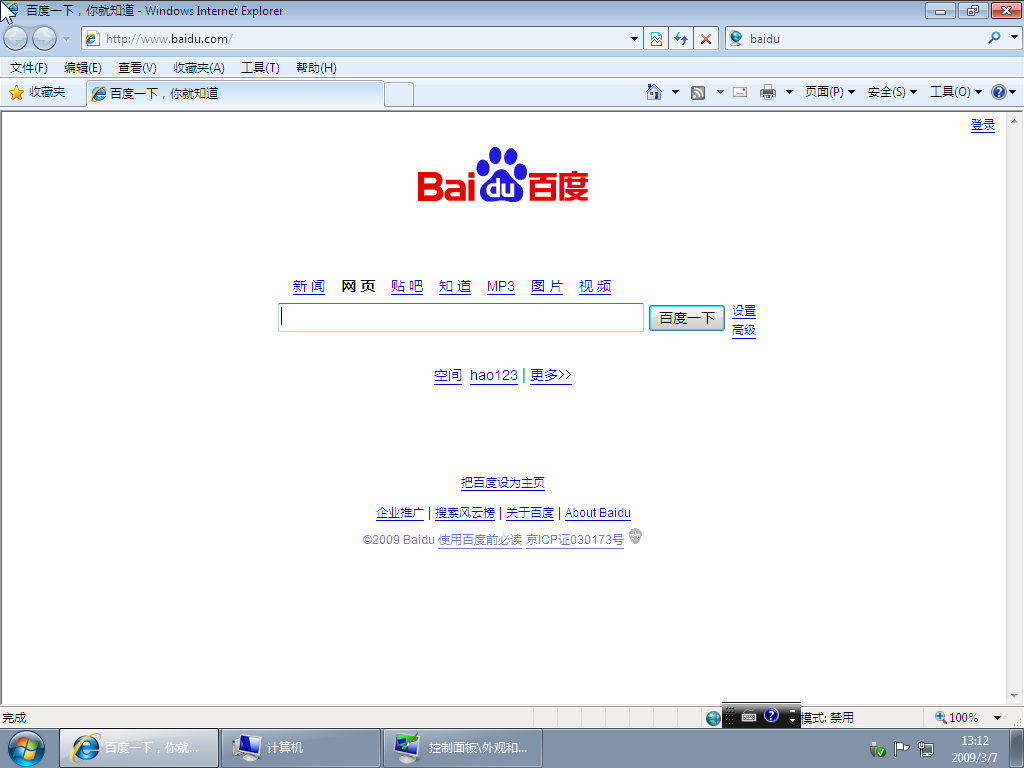 百度一下，你就知道 - Windows Internet Explorer
http://www.baidu.com/
baidu
文件(F) 编辑(E) 查看(V) 收藏夹(A) 工具(T) 帮助(H)
收藏夹 百度一下，你就知道 页面(P) 安全(S) 工具(O)
登录
Bai du 百度
新闻 网页 贴吧 知道 MP3 图片 视频
百度一下 设置
高级
空间 hao123 | 更多>>
把百度设为主页
企业推广 | 搜索风云榜 | 关于百度 | About Baidu
©2009 Baidu 使用百度前必读 京ICP证030173号
完成 模式: 禁用 100%
百度一下，你就... 计算机 控制面板\外观和... 13:12
2009/3/7